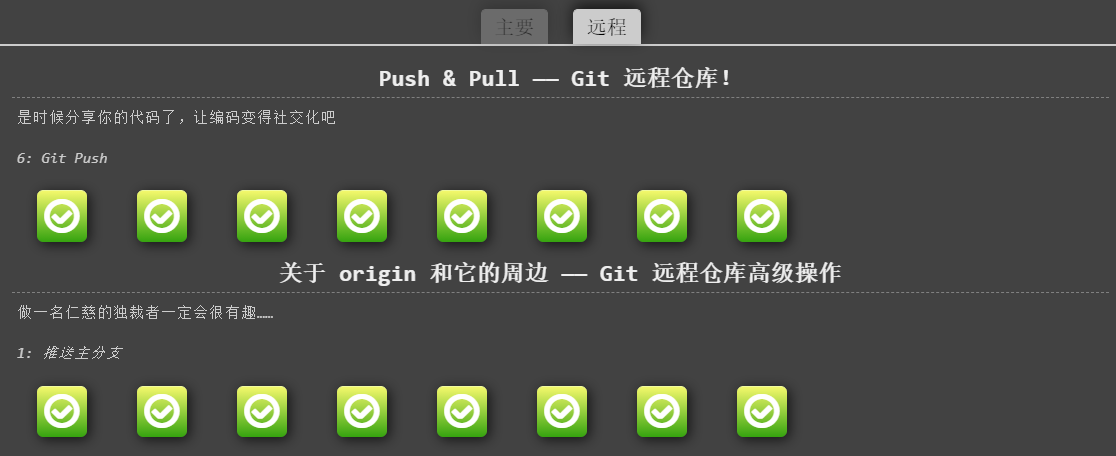 主要 远程
Push & Pull —— Git 远程仓库！
是时候分享你的代码了，让编码变得社交化吧
6: Git Push
关于 origin 和它的周边 —— Git 远程仓库高级操作
做一名仁慈的独裁者一定会很有趣……
1: 推送主分支